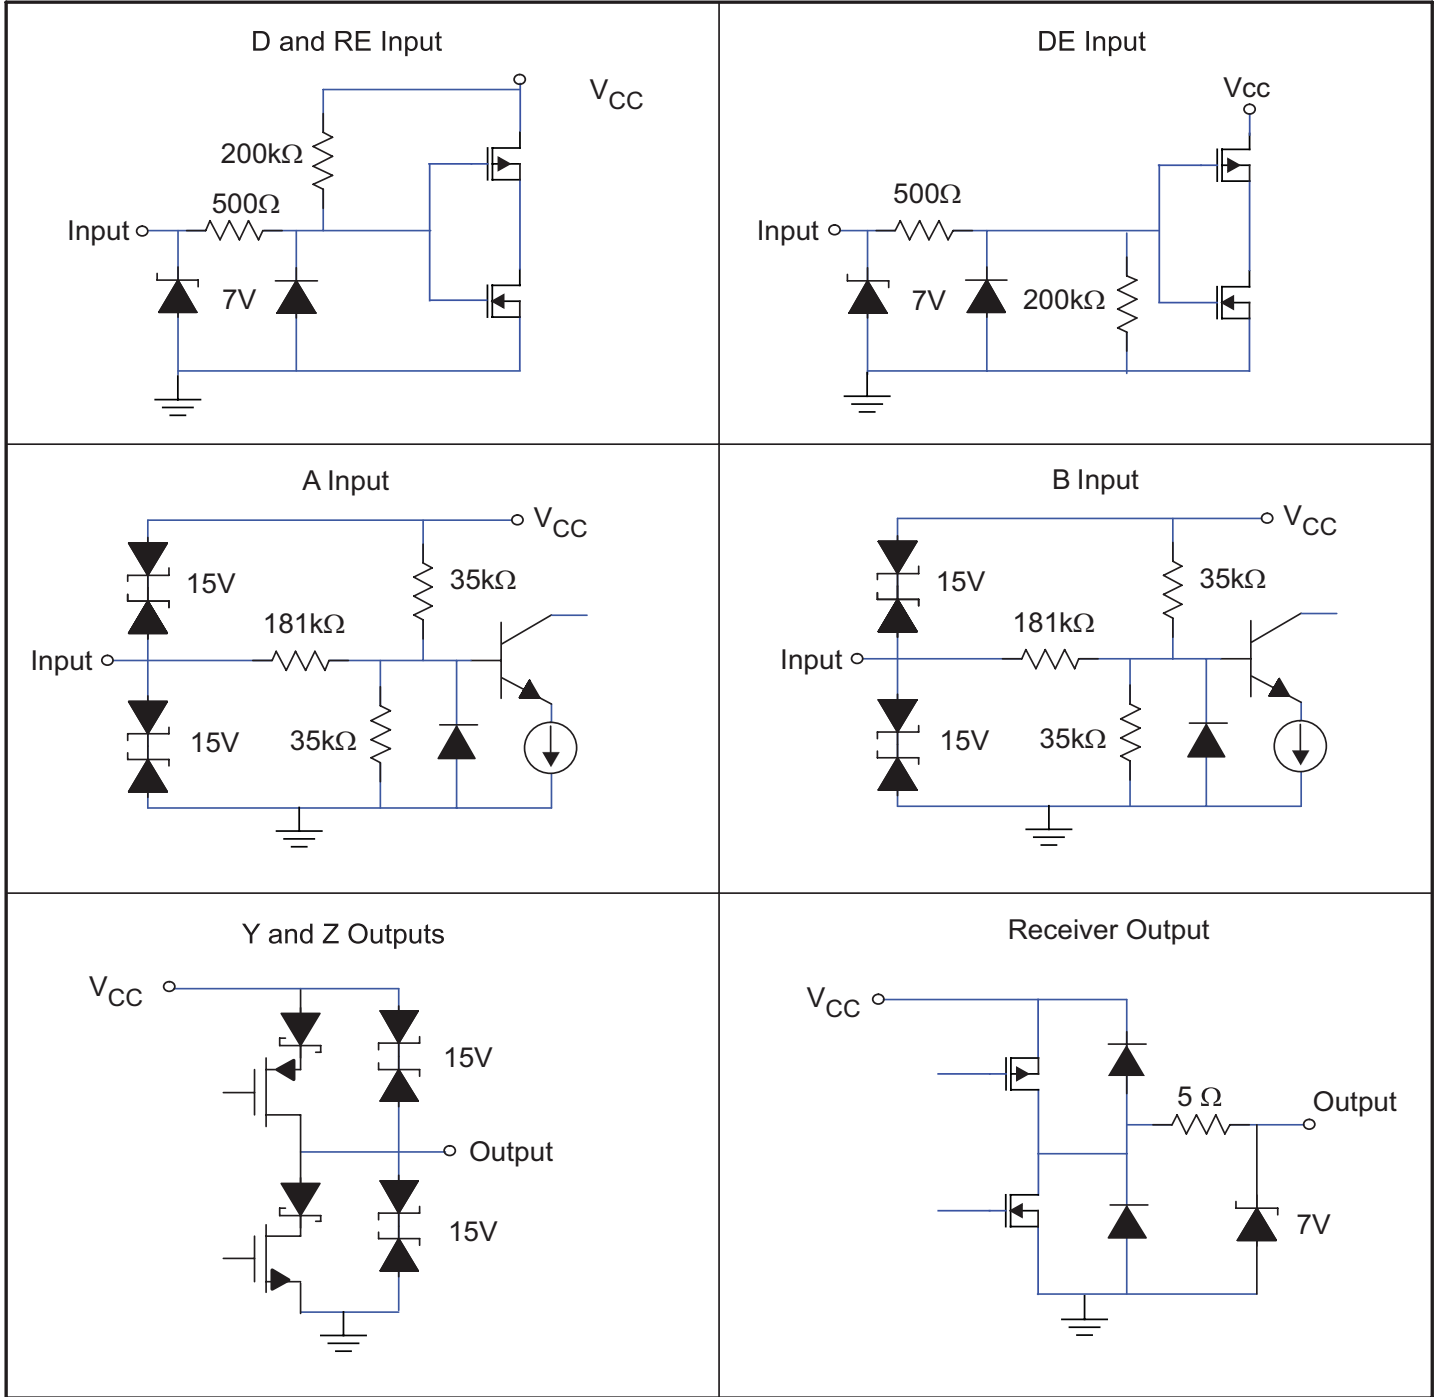 D and RE Input
VCC
200kΩ
500Ω
Input
7V
DE Input
Vcc
500Ω
Input
7V
200kΩ
A Input
VCC
15V
35kΩ
181kΩ
Input
15V
35kΩ
B Input
VCC
15V
35kΩ
181kΩ
Input
15V
35kΩ
Y and Z Outputs
VCC
15V
Output
15V
Receiver Output
VCC
5 Ω
Output
7V